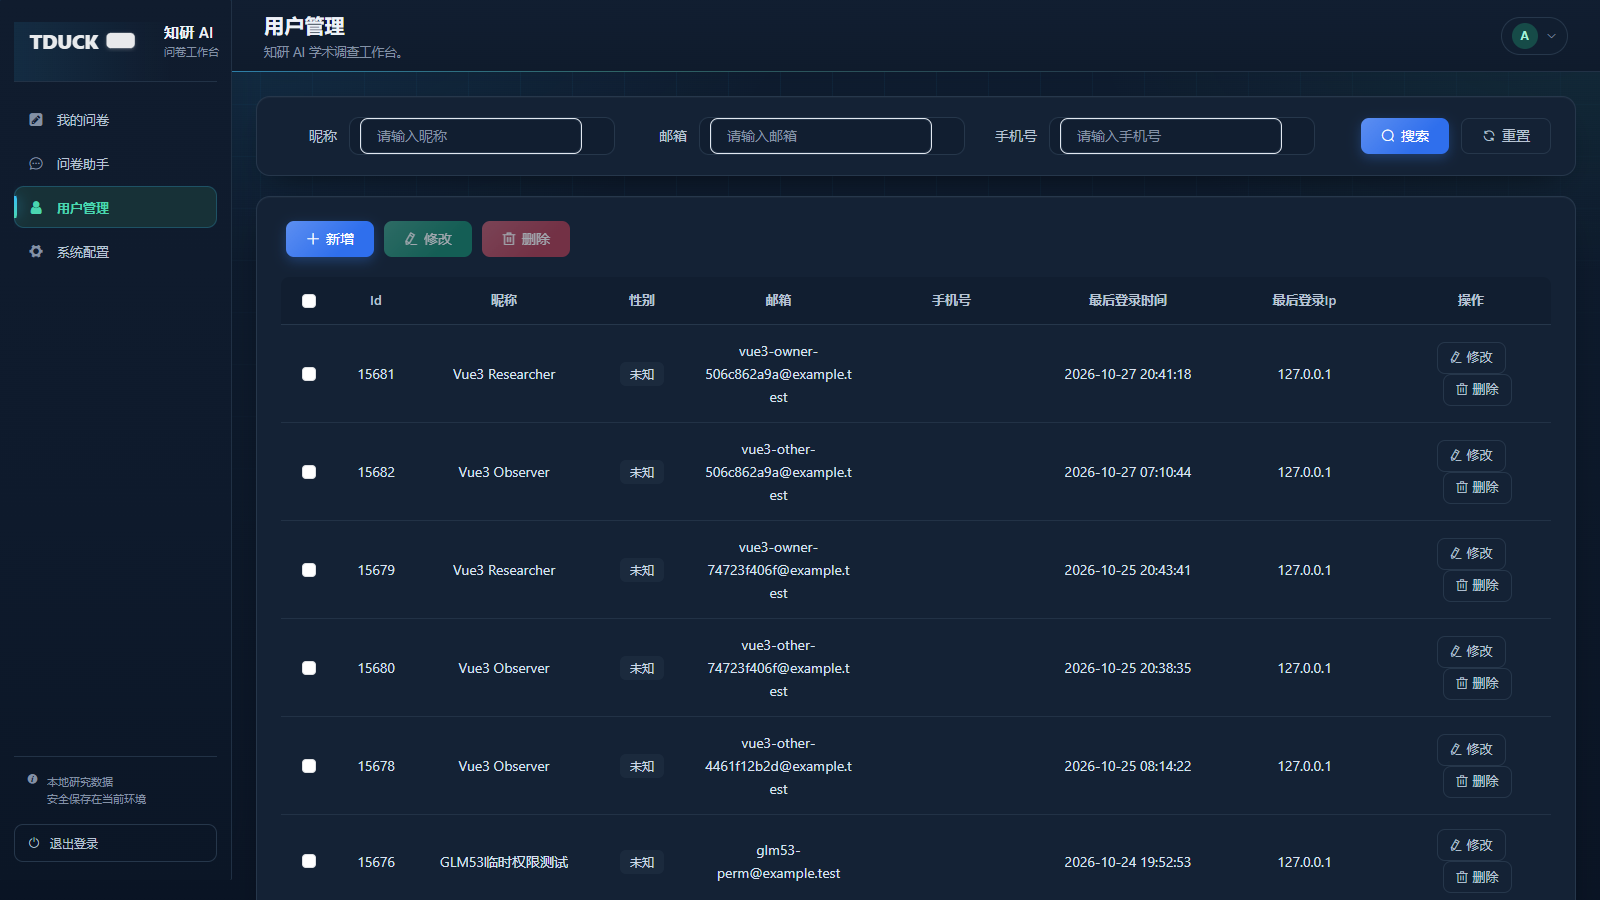 TDUCK
知研 AI
问卷工作台
我的问卷
问卷助手
用户管理
系统配置
本地研究数据
安全保存在当前环境
退出登录
用户管理
知研 AI 学术调查工作台。
A
昵称 请输入昵称 邮箱 请输入邮箱 手机号 请输入手机号 搜索 重置
新增 修改 删除
Id 昵称 性别 邮箱 手机号 最后登录时间 最后登录Ip 操作
15681 Vue3 Researcher 未知 vue3-owner-
506c862a9a@example.t
est
2026-10-27 20:41:18 127.0.0.1 修改
删除
15682 Vue3 Observer 未知 vue3-other-
506c862a9a@example.t
est
2026-10-27 07:10:44 127.0.0.1 修改
删除
15679 Vue3 Researcher 未知 vue3-owner-
74723f406f@example.t
est
2026-10-25 20:43:41 127.0.0.1 修改
删除
15680 Vue3 Observer 未知 vue3-other-
74723f406f@example.t
est
2026-10-25 20:38:35 127.0.0.1 修改
删除
15678 Vue3 Observer 未知 vue3-other-
4461f12b2d@example.t
est
2026-10-25 08:14:22 127.0.0.1 修改
删除
15676 GLM53临时权限测试 未知 glm53-
perm@example.test
2026-10-24 19:52:53 127.0.0.1 修改
删除